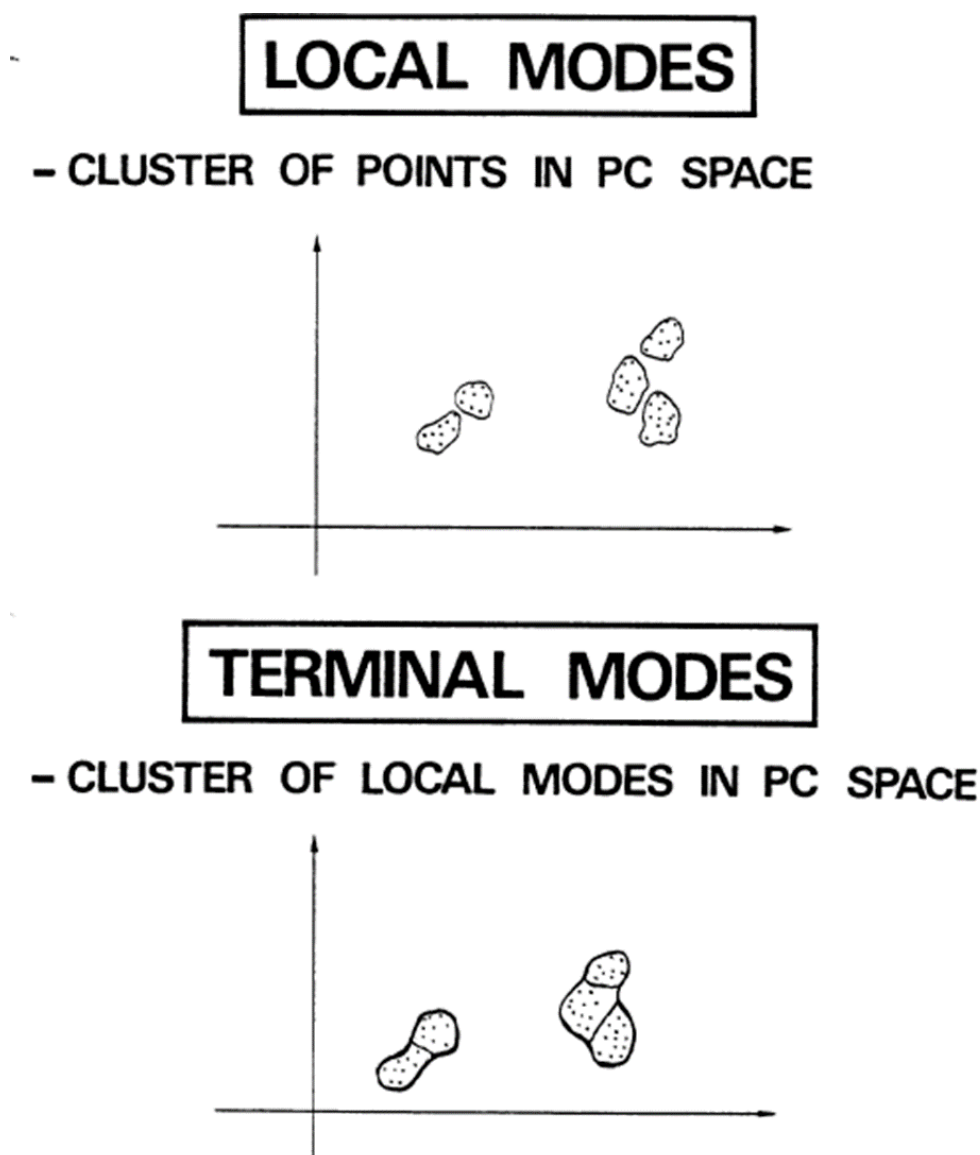 LOCAL MODES
– CLUSTER OF POINTS IN PC SPACE
TERMINAL MODES
– CLUSTER OF LOCAL MODES IN PC SPACE